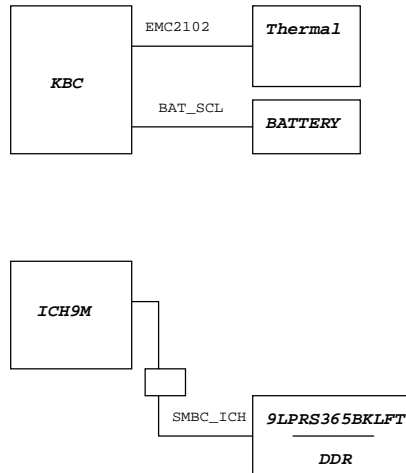 EMC2102
Thermal
KBC
BAT_SCL
BATTERY
ICH9M
SMBC_ICH
9LPRS365BKLFT
DDR